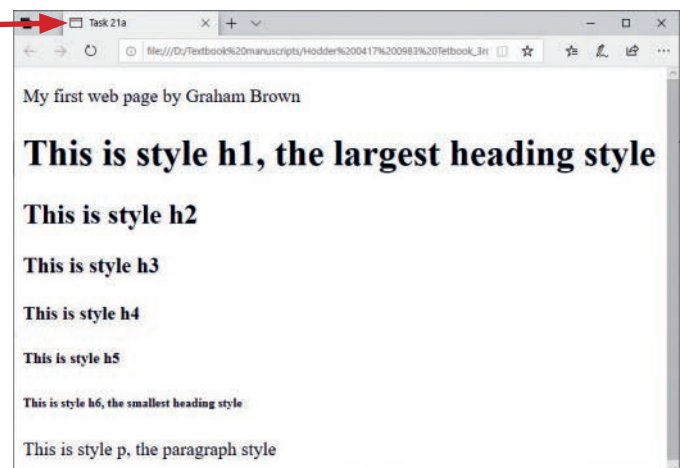 Task 21a
file:///D:/Textbook%20manuscripts/Hodder%200417%200983%20Tetbook_3r
My first web page by Graham Brown
This is style h1, the largest heading style
This is style h2
This is style h3
This is style h4
This is style h5
This is style h6, the smallest heading style
This is style p, the paragraph style